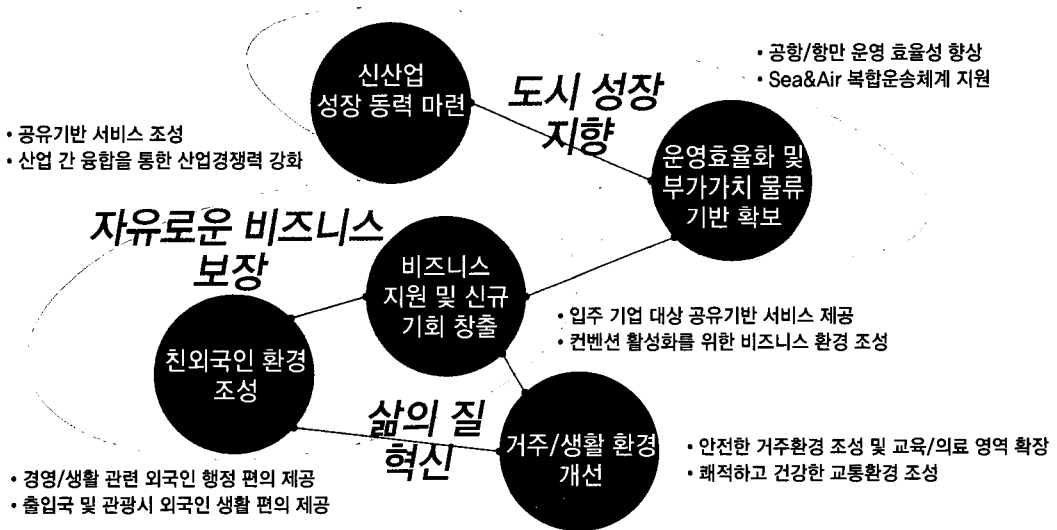 신산업
성장 동력 마련
• 공유기반 서비스 조성
• 산업 간 융합을 통한 산업경쟁력 강화
도시 성장
지향
• 공항/항만 운영 효율성 향상
• Sea&Air 복합운송체계 지원
운영효율화 및
부가가치 물류
기반 확보
자유로운 비즈니스
보장
비즈니스
지원 및 신규
기회 창출
• 입주 기업 대상 공유기반 서비스 제공
• 컨벤션 활성화를 위한 비즈니스 환경 조성
친외국인 환경
조성
• 경영/생활 관련 외국인 행정 편의 제공
• 출입국 및 관광시 외국인 생활 편의 제공
삶의 질
혁신
거주/생활 환경
개선
• 안전한 거주환경 조성 및 교육/의료 영역 확장
• 쾌적하고 건강한 교통환경 조성